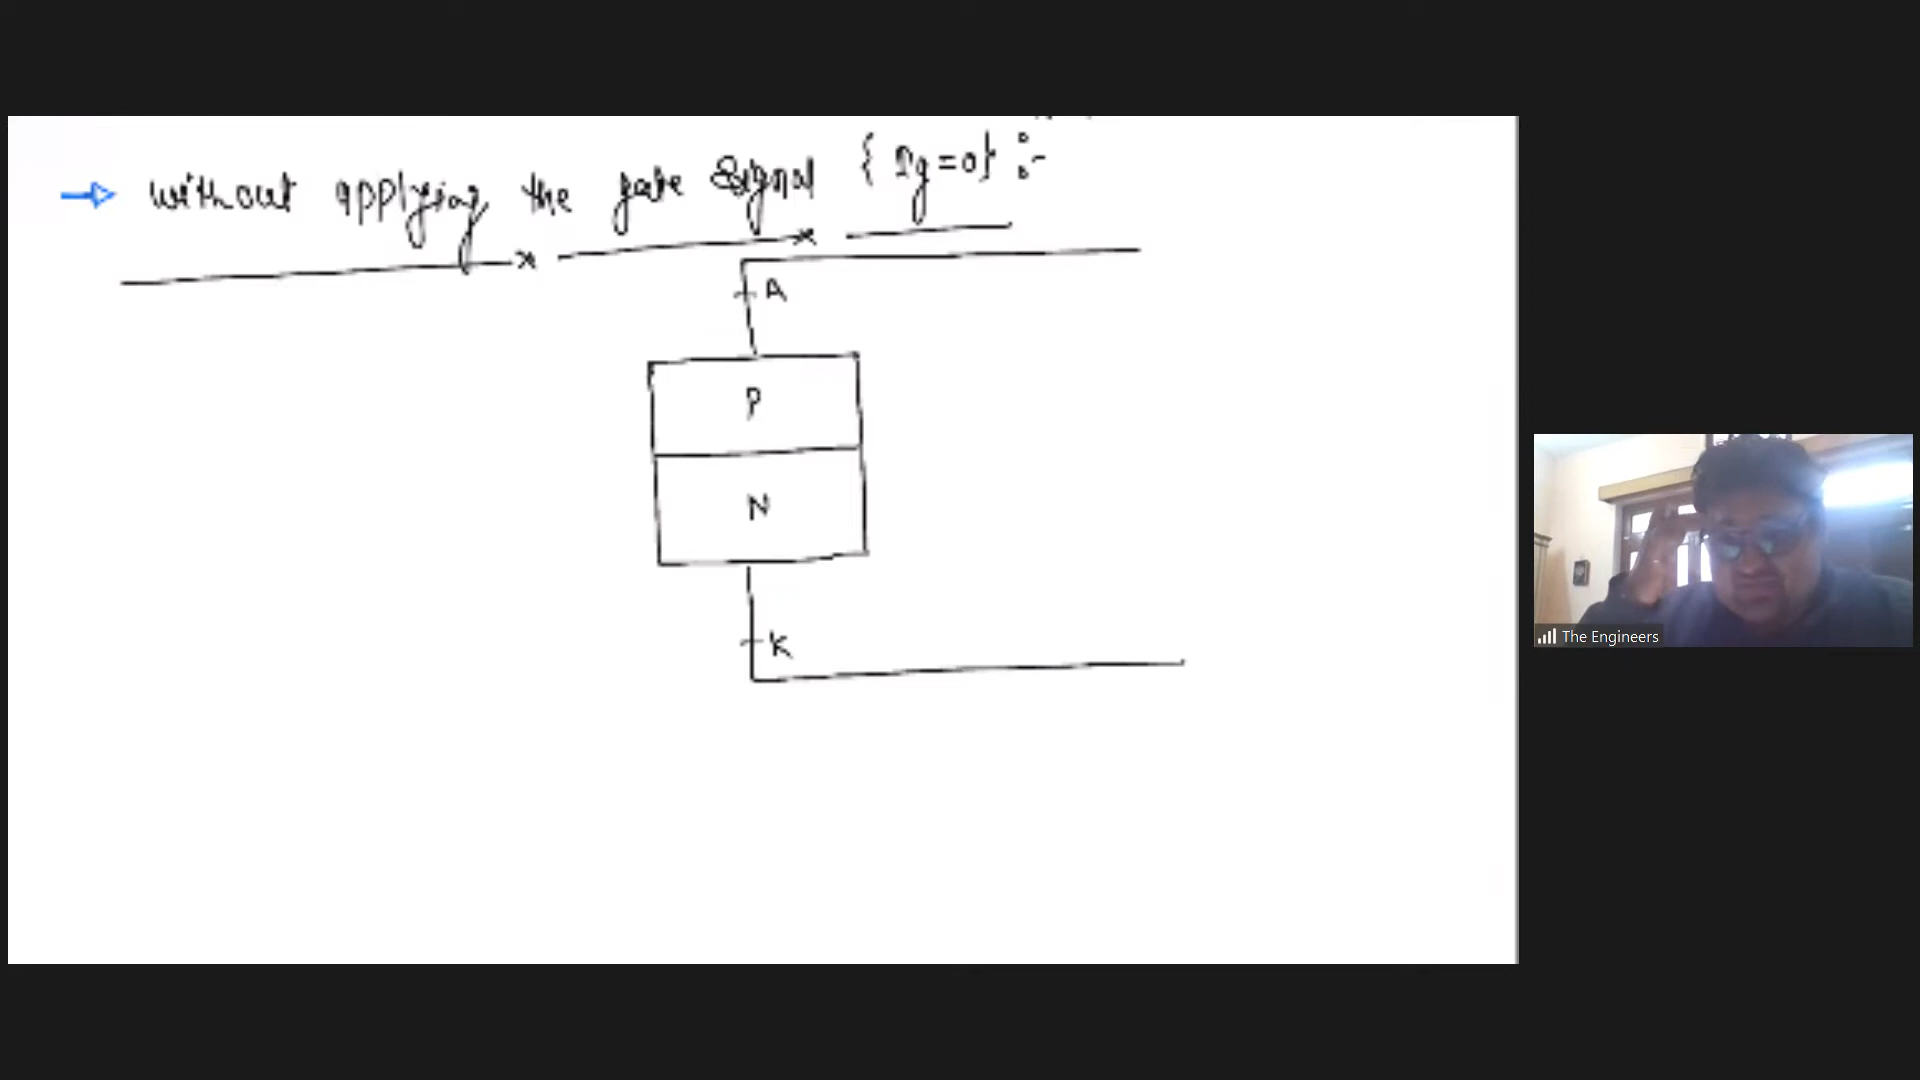 without applying the gate signal { Ig=0} :-
A
P
N
K
The Engineers